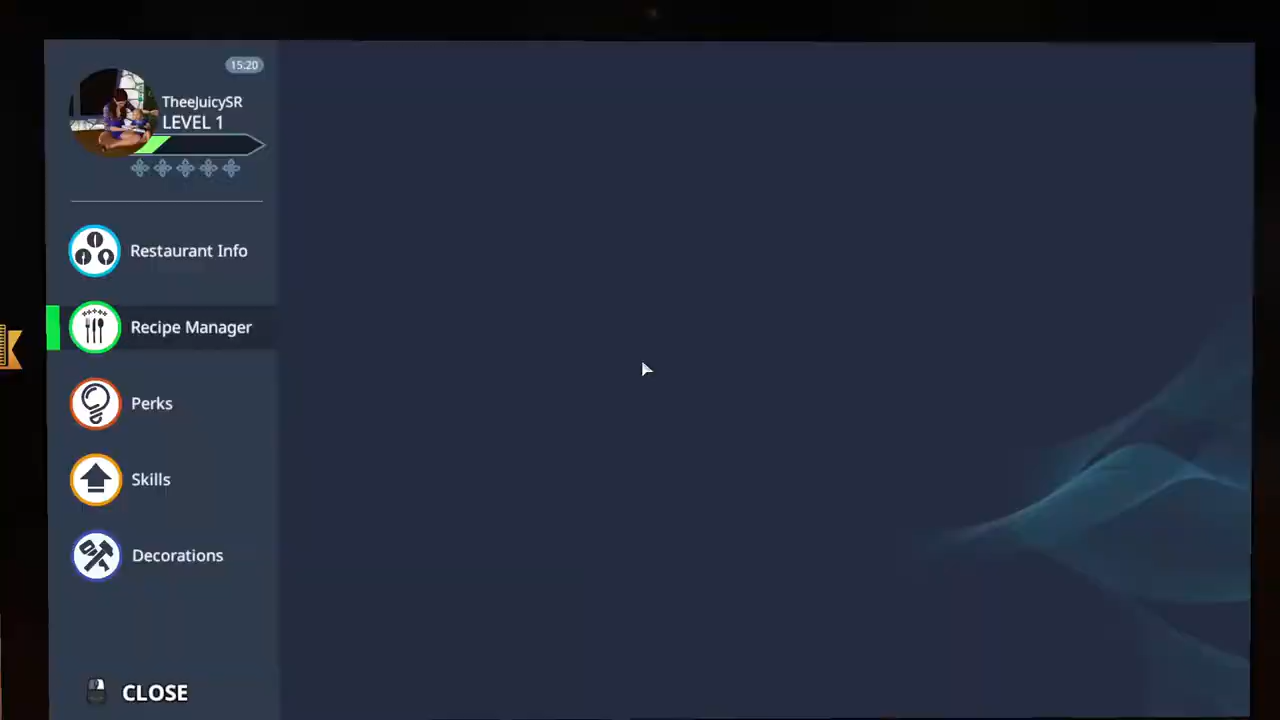 15.20
TheeJuicySR
LEVEL 1
Restaurant Info
Recipe Manager
Perks
Skills
Decorations
CLOSE